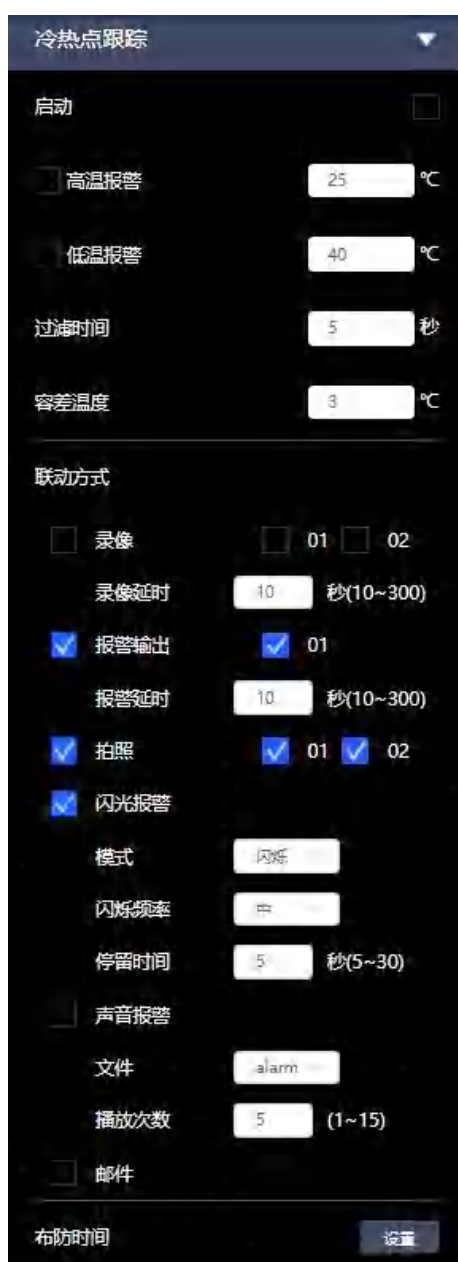 冷热点跟踪
启动
高温报警 25 ℃
低温报警 40 ℃
过滤时间 5 秒
容差温度 3 ℃
联动方式
录像 01 02
录像延时 10 秒(10~300)
报警输出 01
报警延时 10 秒(10~300)
拍照 01 02
闪光报警
模式 闪烁
闪烁频率 中
停留时间 5 秒(5~30)
声音报警
文件 alarm
播放次数 5 (1~15)
邮件
布防时间 设置